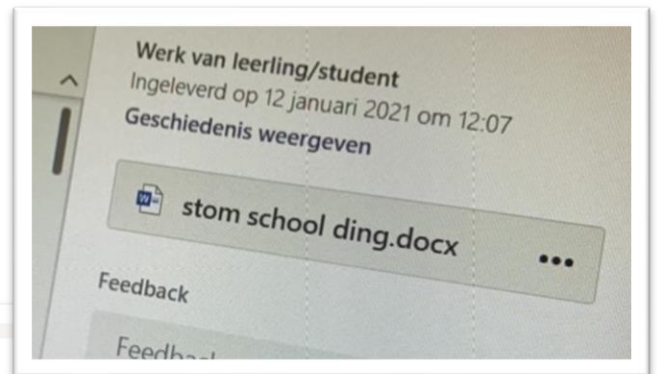 Werk van leerling/student
Ingeleverd op 12 januari 2021 om 12:07
Geschiedenis weergeven
stom school ding.docx
Feedback